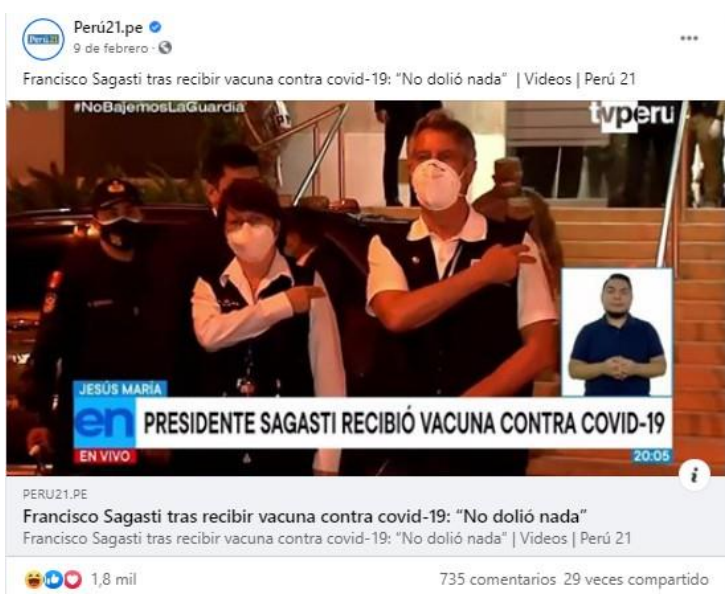 Perú21
Perú21.pe
9 de febrero ·
Francisco Sagasti tras recibir vacuna contra covid-19: “No dolió nada” | Videos | Perú 21
#NoBajemosLaGuardia
tvperu
JESÚS MARÍA
en PRESIDENTE SAGASTI RECIBIÓ VACUNA CONTRA COVID-19
EN VIVO
20:05
i
PERU21.PE
Francisco Sagasti tras recibir vacuna contra covid-19: “No dolió nada”
Francisco Sagasti tras recibir vacuna contra covid-19: “No dolió nada” | Videos | Perú 21
1,8 mil
735 comentarios 29 veces compartido